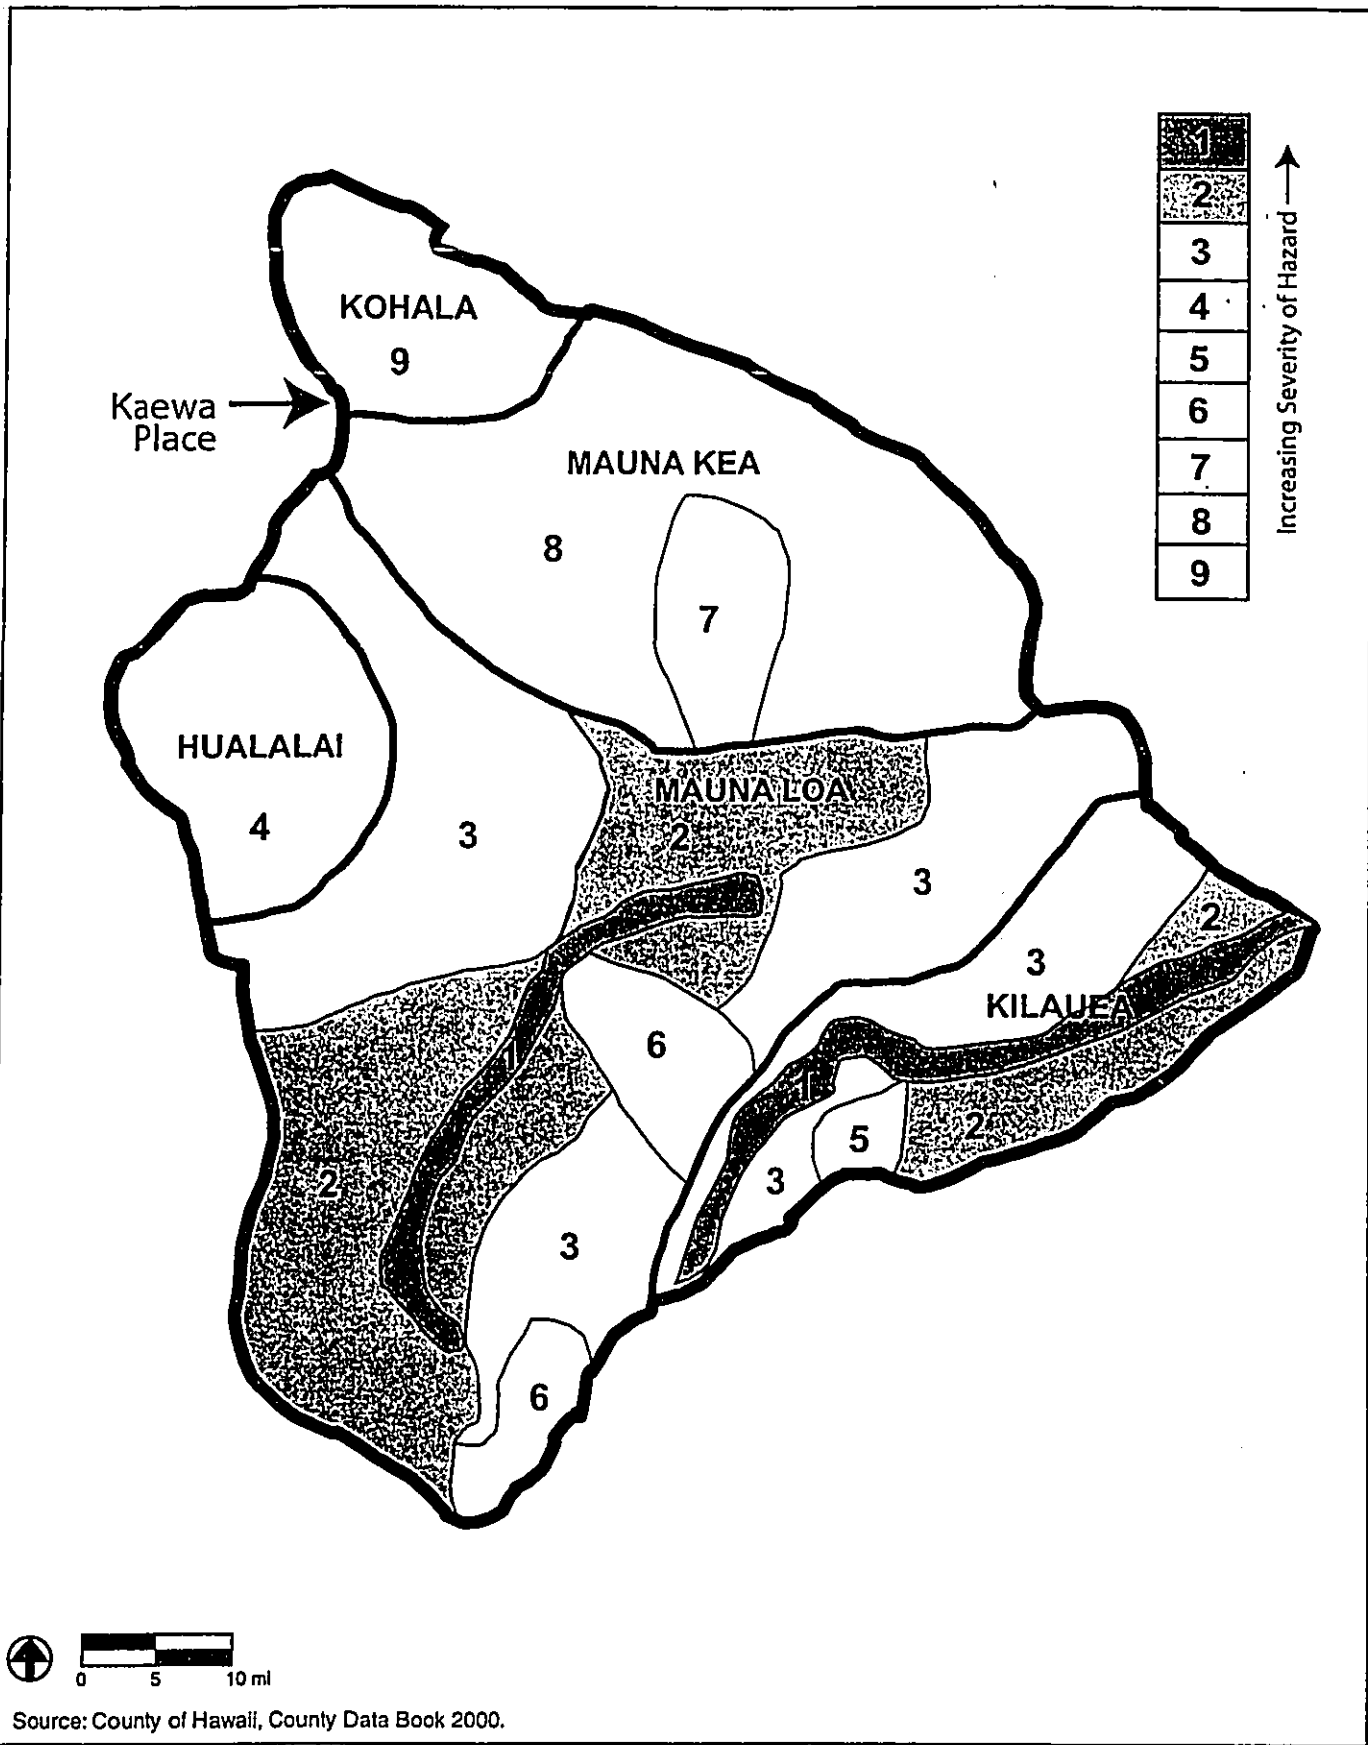 1
2
3
4
5
6
7
8
9
Increasing Severity of Hazard
KOHALA
9
Kaewa
Place
MAUNA KEA
8
7
HUALALAI
4
3
MAUNA LOA
2
3
2
3
KILAUEA
1
6
1
2
5
2
3
3
6
0 5 10 mi
Source: County of Hawaii, County Data Book 2000.